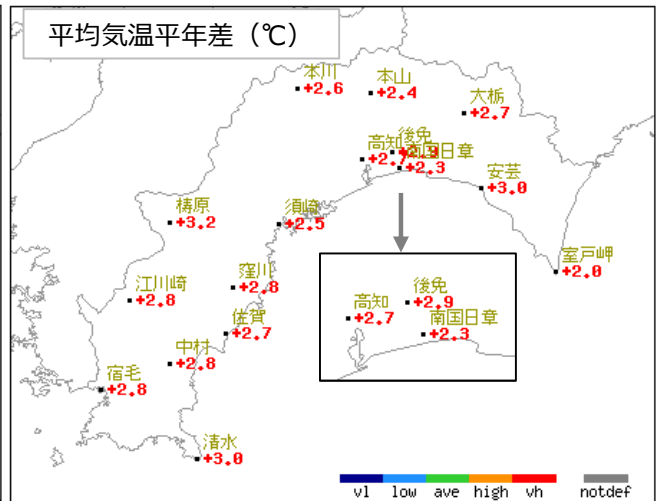 平均気温平年差（℃）
本川
+2.6
本山
+2.4
大栃
+2.7
後免
+2.9
高知
+2.7
南国日章
+2.3
安芸
+3.0
梼原
+3.2
須崎
+2.5
室戸岬
+2.0
窪川
+2.8
江川崎
+2.8
佐賀
+2.7
中村
+2.8
宿毛
+2.8
清水
+3.0
後免
+2.9
高知
+2.7
南国日章
+2.3
vl low ave high vh notdef